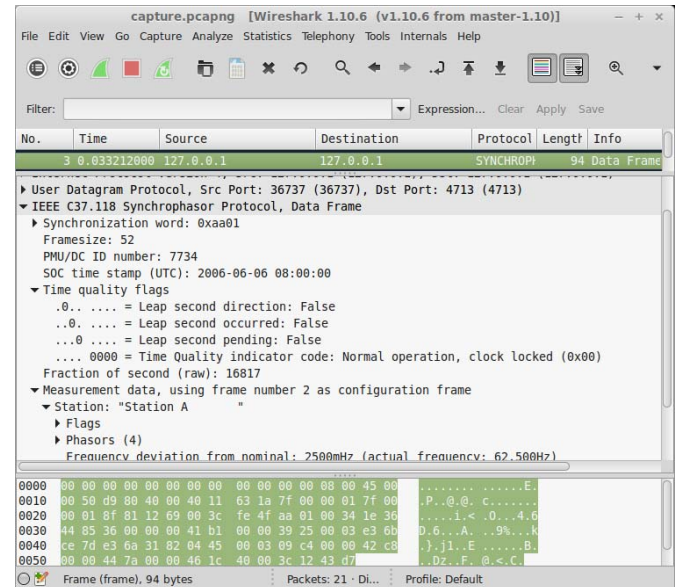 capture.pcapng [Wireshark 1.10.6 (v1.10.6 from master-1.10)]
File Edit View Go Capture Analyze Statistics Telephony Tools Internals Help
Filter: Expression... Clear Apply Save
No. Time Source Destination Protocol Length Info
3 0.033212000 127.0.0.1 127.0.0.1 SYNCHROPH 94 Data Frame
User Datagram Protocol, Src Port: 36737 (36737), Dst Port: 4713 (4713)
IEEE C37.118 Synchrophasor Protocol, Data Frame
Synchronization word: 0xaa01
Framesize: 52
PMU/DC ID number: 7734
SOC time stamp (UTC): 2006-06-06 08:00:00
Time quality flags
.0.. .... = Leap second direction: False
..0. .... = Leap second occurred: False
...0 .... = Leap second pending: False
.... 0000 = Time Quality indicator code: Normal operation, clock locked (0x00)
Fraction of second (raw): 16817
Measurement data, using frame number 2 as configuration frame
Station: "Station A "
Flags
Phasors (4)
Frequency deviation from nominal: 2500mHz (actual frequency: 62.500Hz)
0000 00 00 00 00 00 00 00 00 00 00 00 00 08 00 45 00 ........ ......E.
0010 00 50 d9 80 40 00 40 11 63 1a 7f 00 00 01 7f 00 .P..@.@. c.......
0020 00 01 8f 81 12 69 00 3c fe 4f aa 01 00 34 1e 36 .....i.< .O...4.6
0030 44 85 36 00 00 00 41 b1 00 00 39 25 00 03 e3 6b D.6...A. ..9%...k
0040 ce 7d e3 6a 31 82 04 45 00 03 09 c4 00 00 42 c8 .}.j1..E ......B.
0050 00 00 44 7a 00 00 46 1c 40 00 3c 12 43 d7 ..Dz..F. @.<.C.
Frame (frame), 94 bytes Packets: 21 · Di... Profile: Default